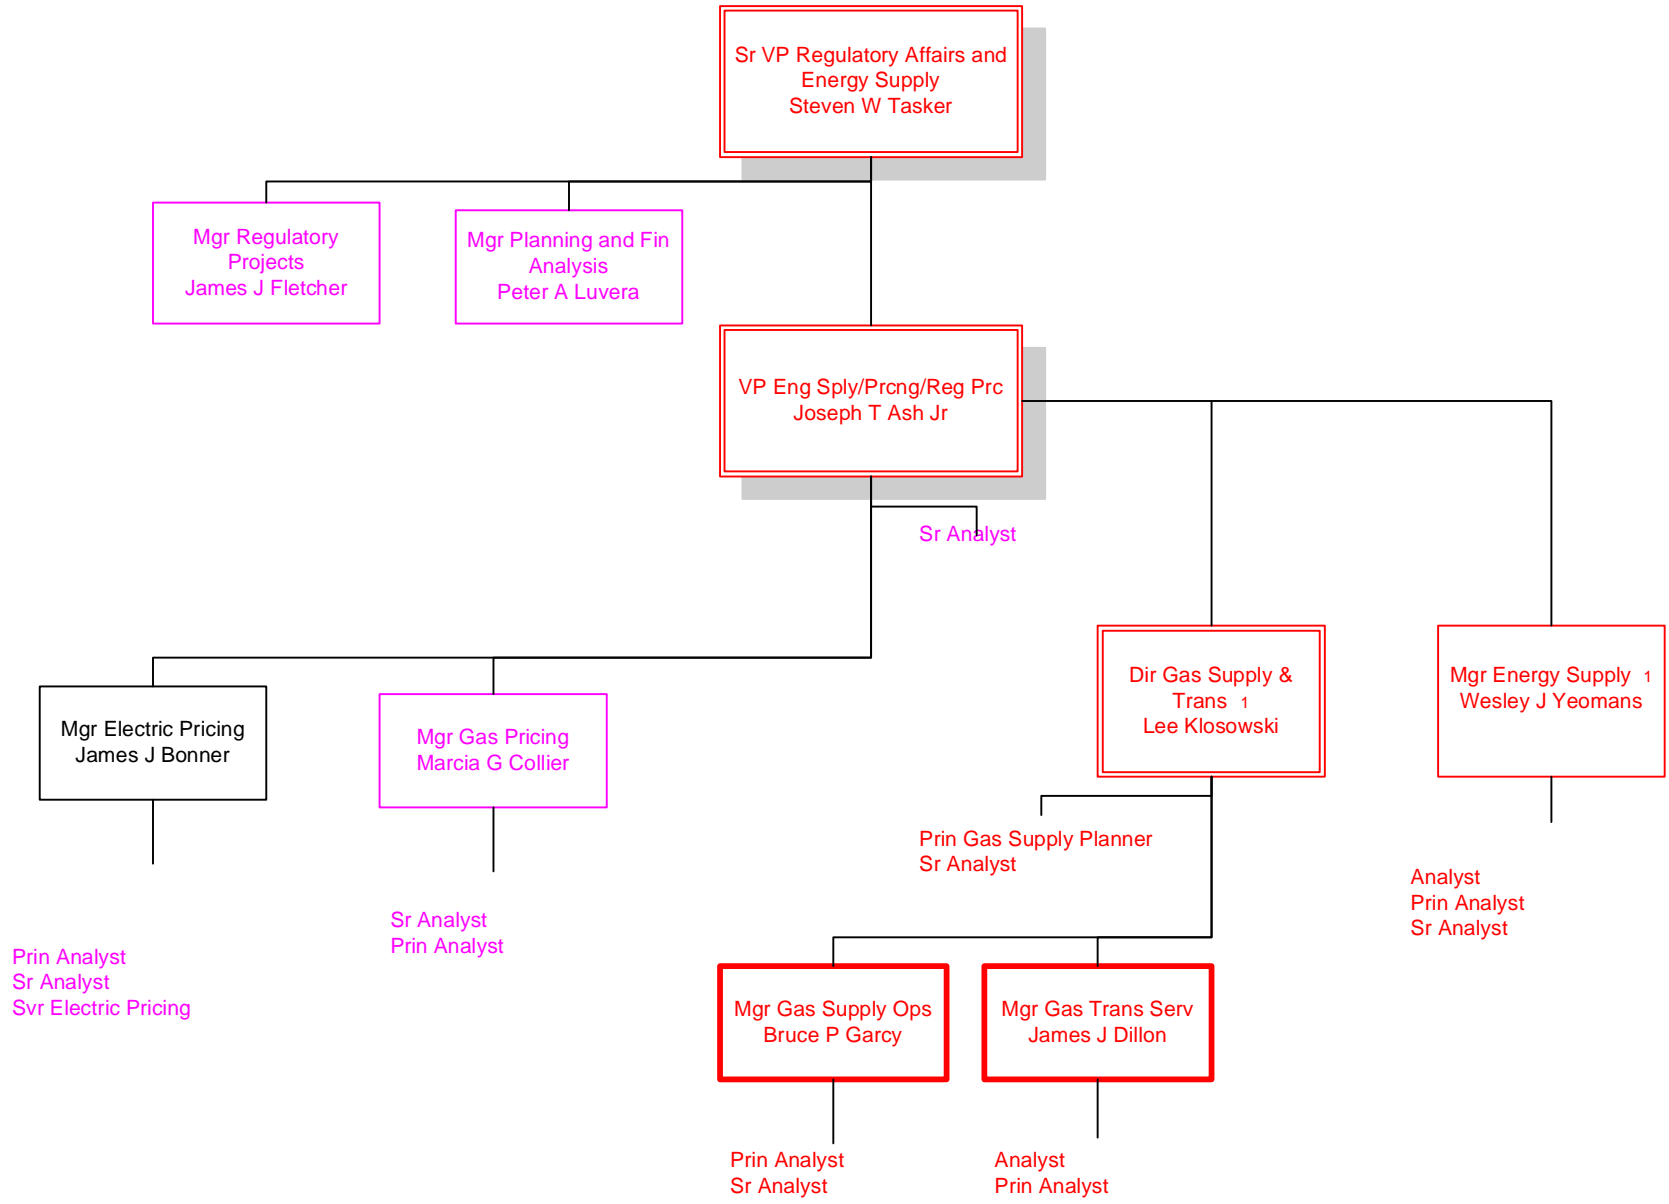 Sr VP Regulatory Affairs and
Energy Supply
Steven W Tasker
Mgr Regulatory
Projects
James J Fletcher
Mgr Planning and Fin
Analysis
Peter A Luvera
VP Eng Sply/Prcng/Reg Prc
Joseph T Ash Jr
Sr Analyst
Mgr Electric Pricing
James J Bonner
Mgr Gas Pricing
Marcia G Collier
Dir Gas Supply &
Trans 1
Lee Klosowski
Mgr Energy Supply 1
Wesley J Yeomans
Prin Analyst
Sr Analyst
Svr Electric Pricing
Sr Analyst
Prin Analyst
Prin Gas Supply Planner
Sr Analyst
Analyst
Prin Analyst
Sr Analyst
Mgr Gas Supply Ops
Bruce P Garcy
Mgr Gas Trans Serv
James J Dillon
Prin Analyst
Sr Analyst
Analyst
Prin Analyst